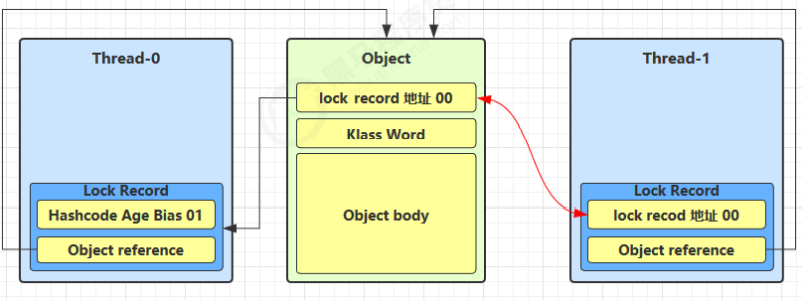 Thread-0
Lock Record
Hashcode Age Bias 01
Object reference
Object
lock record 地址 00
Klass Word
Object body
Thread-1
Lock Record
lock recod 地址 00
Object reference